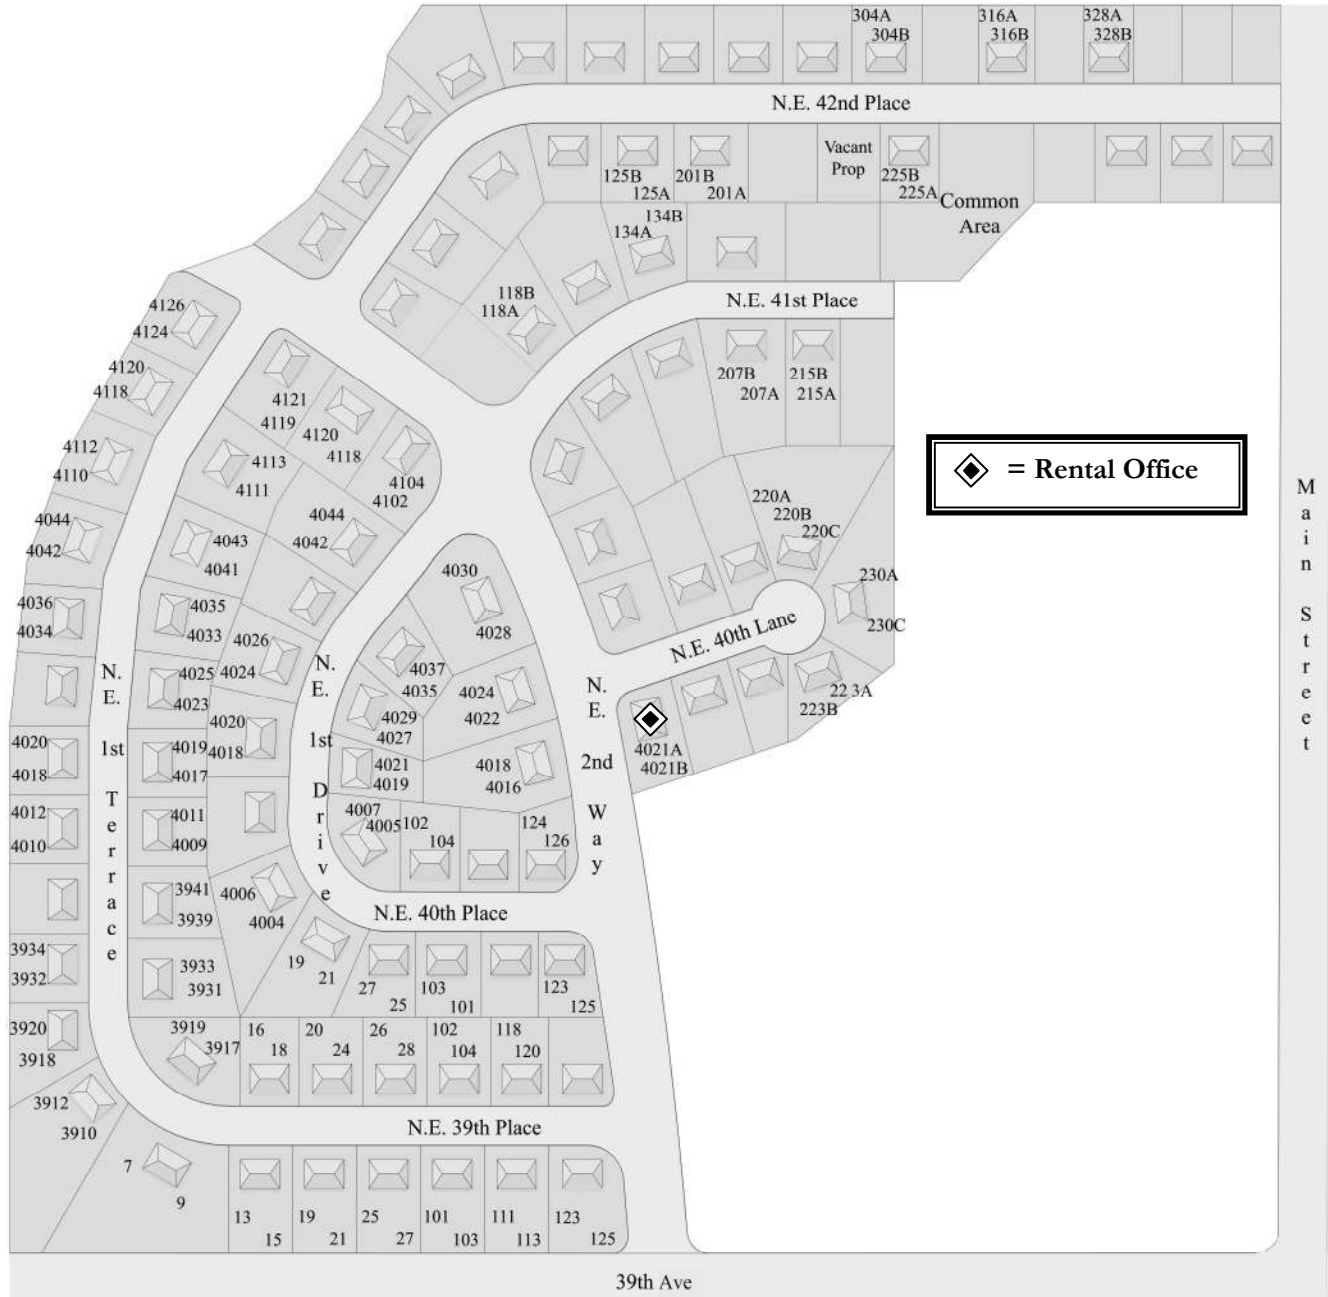 304A
304B
316A
316B
328A
328B
N.E. 42nd Place
Vacant
Prop
125B
125A
201B
201A
225B
225A
Common
Area
134B
134A
118B
118A
N.E. 41st Place
4126
4124
4120
4118
4112
4110
4044
4042
4036
4034
4020
4018
4012
4010
3934
3932
3920
3918
3912
3910
4121
4119
4120
4118
4104
4102
4113
4111
4044
4042
4043
4041
4035
4033
4026
4024
4025
4023
4020
4018
4019
4017
4011
4009
3941
3939
3933
3931
3919
3917
4006
4004
207B
207A
215B
215A
= Rental Office
220A
220B
220C
230A
230C
223A
223B
N.E. 40th Lane
4021A
4021B
4030
4028
4037
4035
4024
4022
4029
4027
4021
4019
4018
4016
4007
4005
102
104
124
126
N.E. 1st Terrace
N.E. 1st Drive
N.E. 2nd Way
Main Street
N.E. 40th Place
19
21
27
25
103
101
123
125
16
18
20
24
26
28
102
104
118
120
N.E. 39th Place
7
9
13
15
19
21
25
27
101
103
111
113
123
125
39th Ave